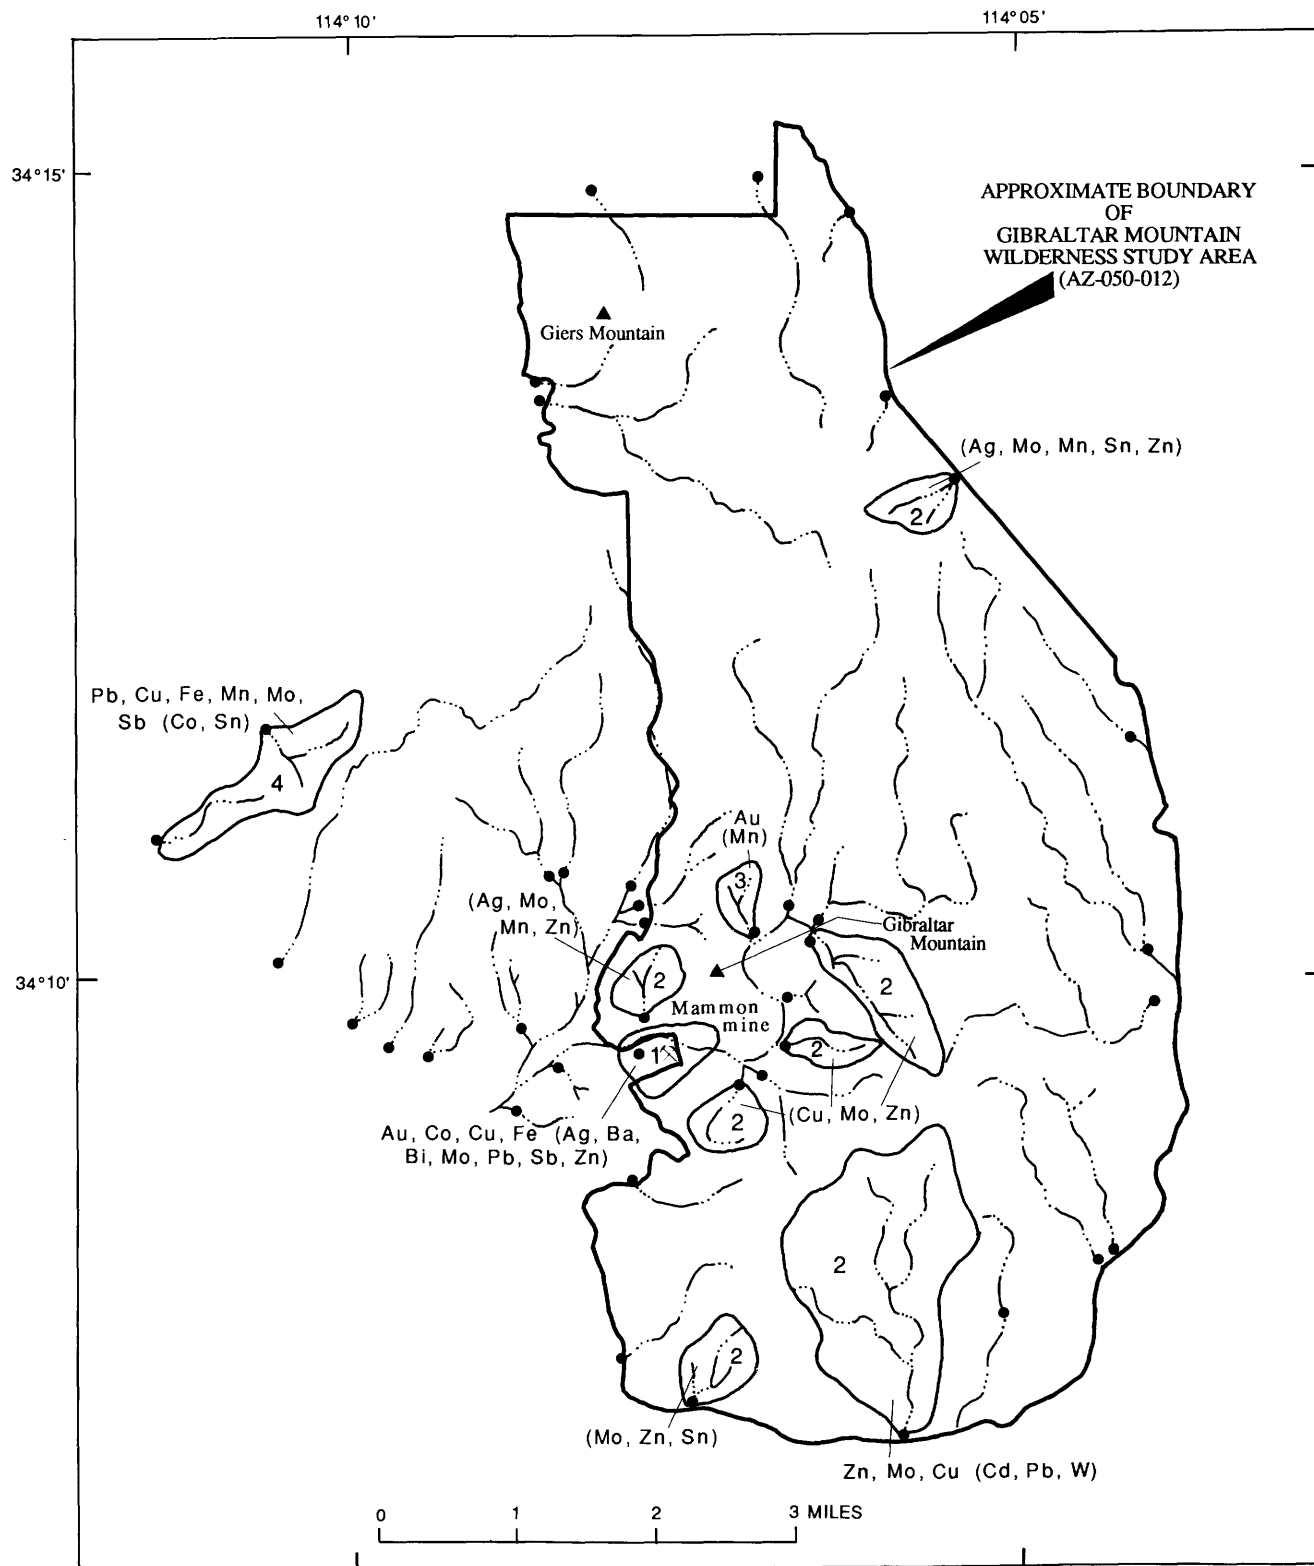 114° 10'
114° 05'
34° 15'
APPROXIMATE BOUNDARY
OF
GIBRALTAR MOUNTAIN
WILDERNESS STUDY AREA
(AZ-050-012)
Giers Mountain
(Ag, Mo, Mn, Sn, Zn)
2
Pb, Cu, Fe, Mn, Mo,
Sb (Co, Sn)
4
Au
(Mn)
3
(Ag, Mo,
Mn, Zn)
Gibraltar
Mountain
34° 10'
2
2
Mammon
mine
1
2
2
(Cu, Mo, Zn)
Au, Co, Cu, Fe (Ag, Ba,
Bi, Mo, Pb, Sb, Zn)
2
2
(Mo, Zn, Sn)
Zn, Mo, Cu (Cd, Pb, W)
0 1 2 3 MILES